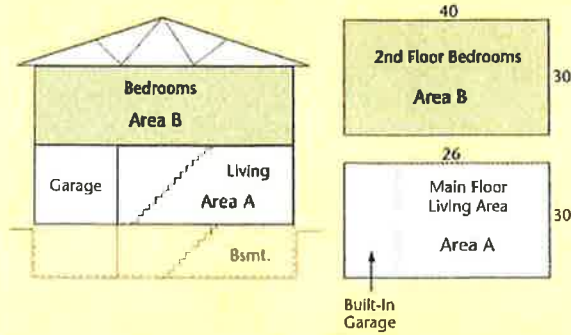 Bedrooms
Area B
Garage
Living
Area A
Bsmt.
40
2nd Floor Bedrooms
Area B
30
26
Main Floor
Living Area
Area A
30
Built-In
Garage